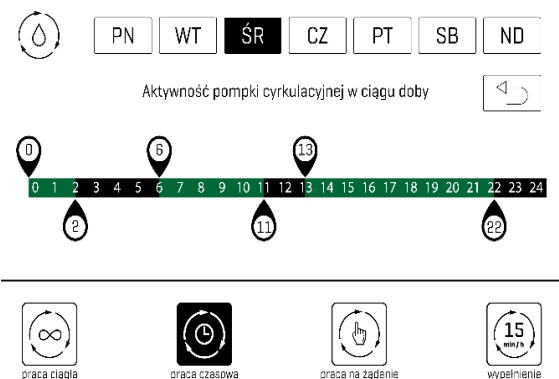 PN WT ŚR CZ PT SB ND
Aktywność pompki cyrkulacyjnej w ciągu doby
0 6 13
0 1 2 3 4 5 6 7 8 9 10 11 12 13 14 15 16 17 18 19 20 21 22 23 24
2 11 22
15
min/h
praca ciągła praca czasowa praca na żądanie wypełnienie